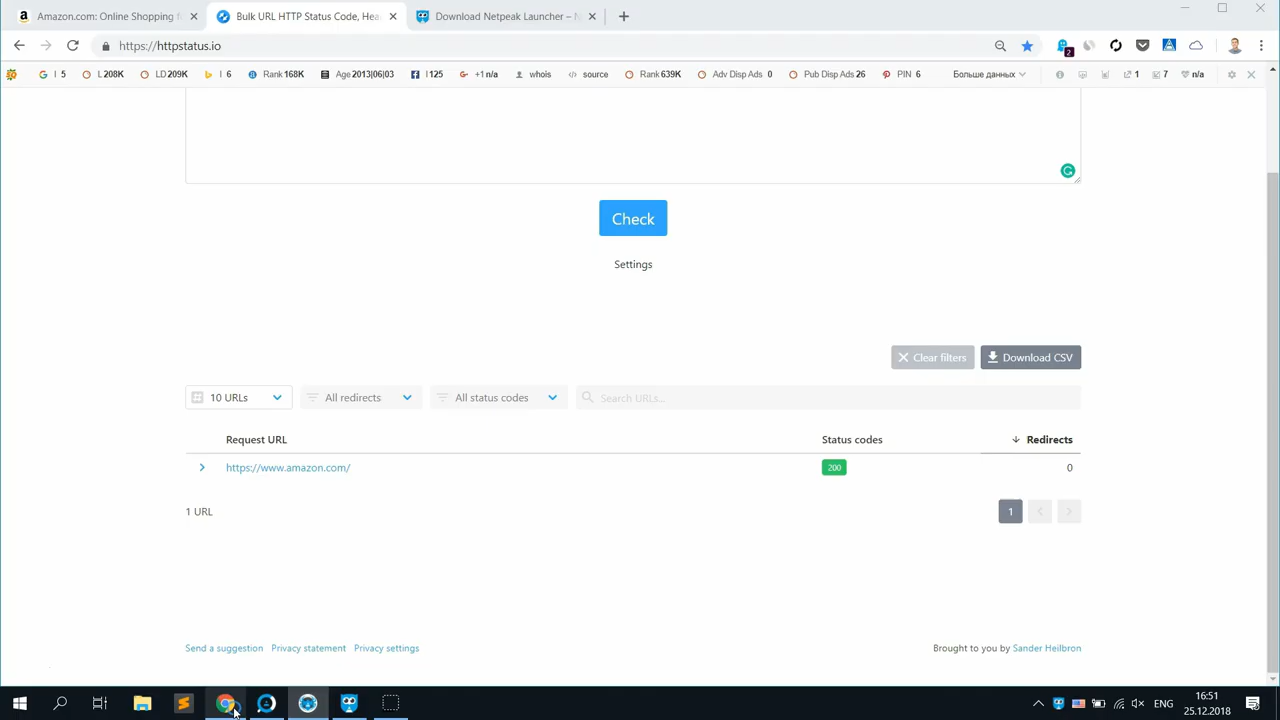 Amazon.com: Online Shopping f
Bulk URL HTTP Status Code, Hea
Download Netpeak Launcher – N
https://httpstatus.io
2
I 5
L 208K
LD 209K
I 6
Rank 168K
Age 2013|06|03
I 125
+1 n/a
whois
source
Rank 639K
Adv Disp Ads 0
Pub Disp Ads 26
PIN 6
Больше данных
1
7
n/a
Check
Settings
Clear filters
Download CSV
10 URLs
All redirects
All status codes
Search URLs...
Request URL
Status codes
Redirects
https://www.amazon.com/
200
0
1 URL
1
Send a suggestion
Privacy statement
Privacy settings
Brought to you by Sander Heilbron
ENG
16:51
25.12.2018